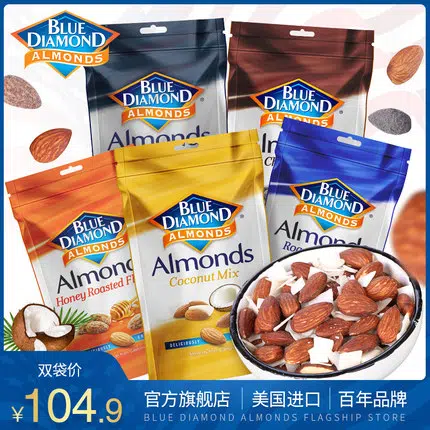 BLUE DIAMOND
ALMONDS
BLUE
DIAMOND
ALMONDS
Almonds
BLUE
DIAMOND
ALMONDS
BLUE
DIAMOND
ALMONDS
Almonds
Honey Roasted
BLUE
DIAMOND
ALMONDS
Almonds
Coconut Mix
DELICIOUSLY
BLUE
DIAMOND
ALMONDS
双袋价
¥104.9
官方旗舰店 | 美国进口 | 百年品牌
BLUE DIAMOND ALMONDS FLAGSHIP STORE